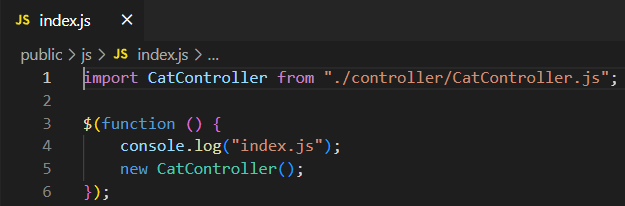 JS index.js ×
public > js > JS index.js > ...
1 import CatController from "./controller/CatController.js";
2
3 $(function () {
4     console.log("index.js");
5     new CatController();
6 });